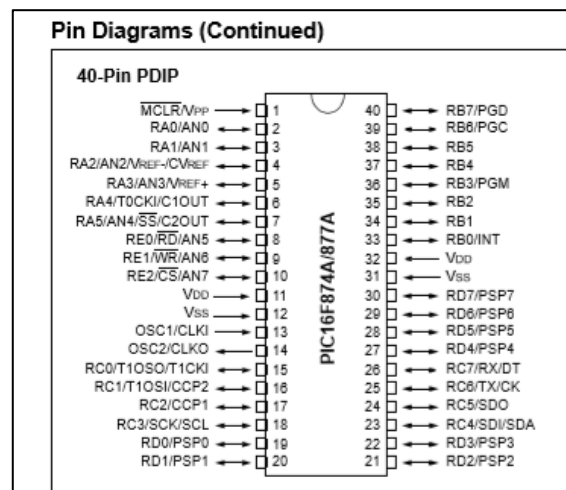 Pin Diagrams (Continued)
40-Pin PDIP
MCLR/VPP 1 40 RB7/PGD
RA0/AN0 2 39 RB6/PGC
RA1/AN1 3 38 RB5
RA2/AN2/VREF-/CVREF 4 37 RB4
RA3/AN3/VREF+ 5 36 RB3/PGM
RA4/T0CKI/C1OUT 6 35 RB2
RA5/AN4/SS/C2OUT 7 34 RB1
RE0/RD/AN5 8 33 RB0/INT
RE1/WR/AN6 9 32 VDD
RE2/CS/AN7 10 31 VSS
VDD 11 30 RD7/PSP7
VSS 12 29 RD6/PSP6
OSC1/CLKI 13 28 RD5/PSP5
OSC2/CLKO 14 27 RD4/PSP4
RC0/T1OSO/T1CKI 15 26 RC7/RX/DT
RC1/T1OSI/CCP2 16 25 RC6/TX/CK
RC2/CCP1 17 24 RC5/SDO
RC3/SCK/SCL 18 23 RC4/SDI/SDA
RD0/PSP0 19 22 RD3/PSP3
RD1/PSP1 20 21 RD2/PSP2
PIC16F874A/877A